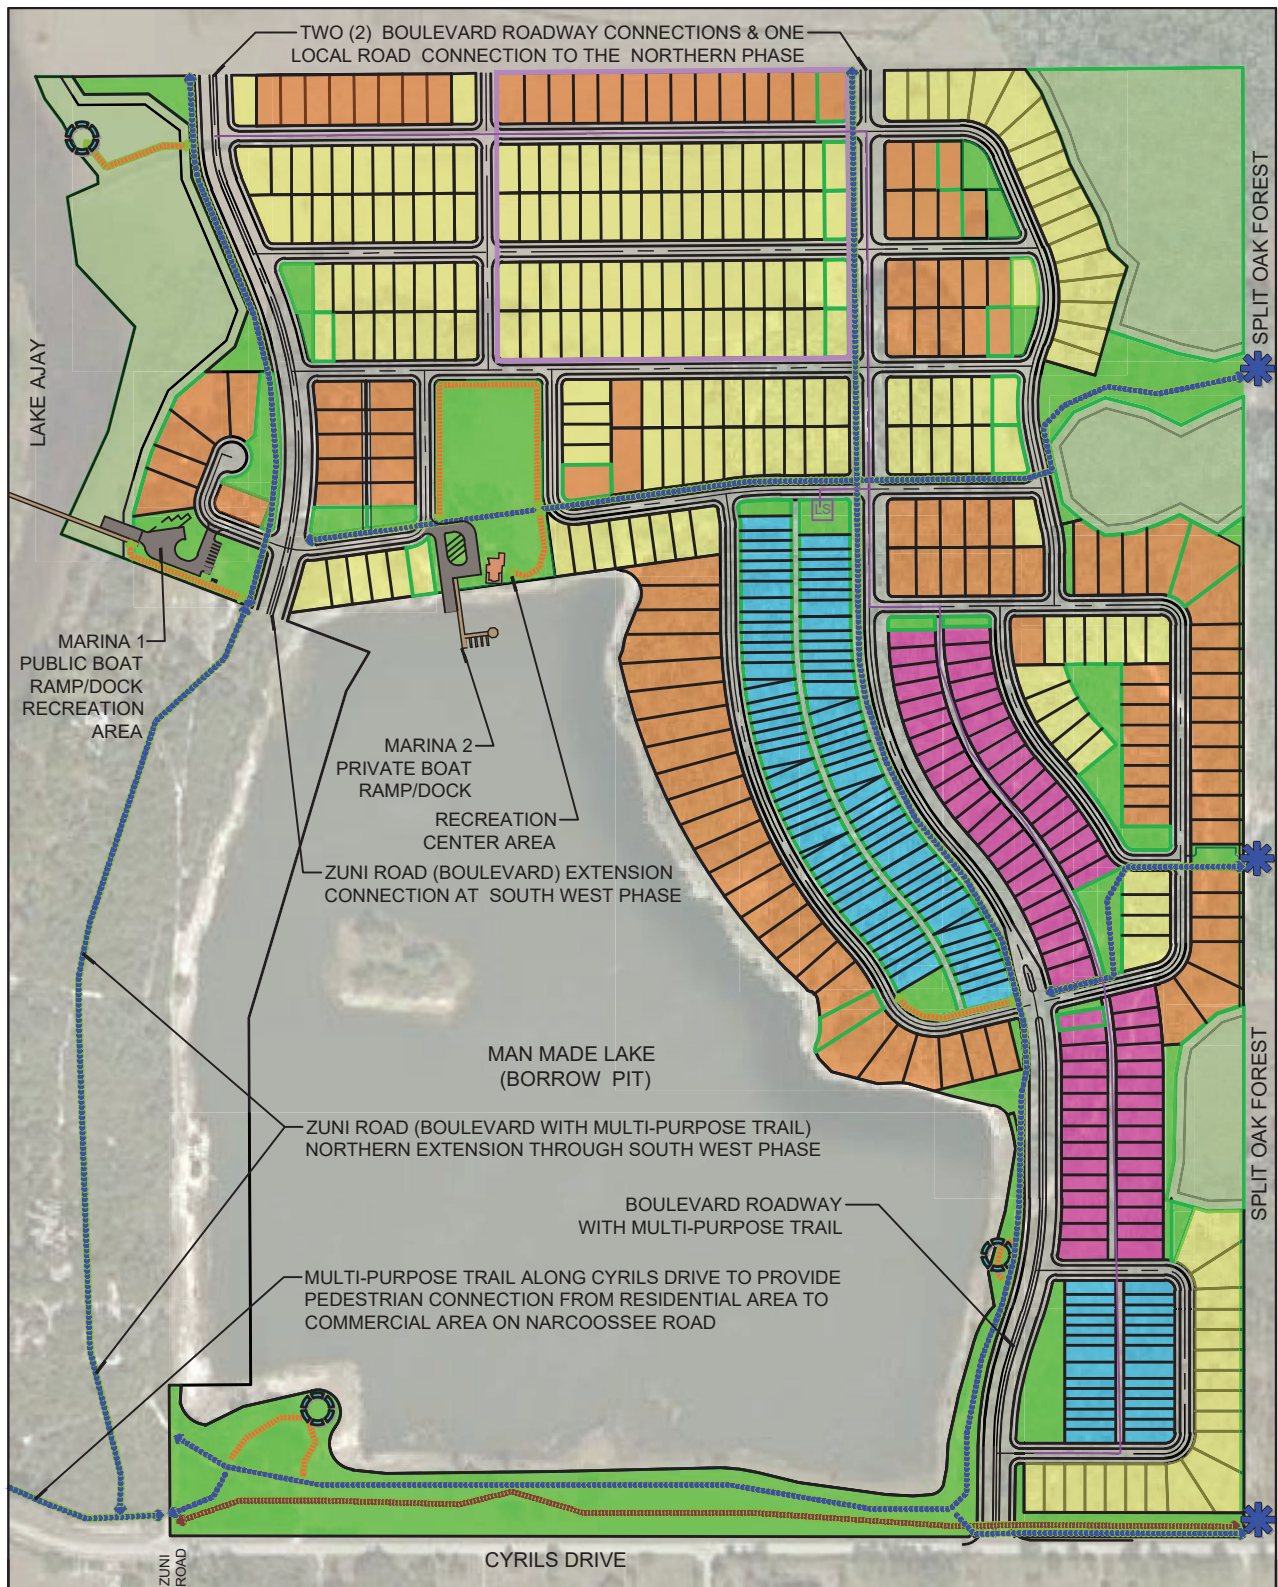 TWO (2) BOULEVARD ROADWAY CONNECTIONS & ONE
LOCAL ROAD CONNECTION TO THE NORTHERN PHASE
SPLIT OAK FOREST
LAKE AJAY
LS
MARINA 1
PUBLIC BOAT
RAMP/DOCK
RECREATION
AREA
MARINA 2
PRIVATE BOAT
RAMP/DOCK
RECREATION
CENTER AREA
ZUNI ROAD (BOULEVARD) EXTENSION
CONNECTION AT SOUTH WEST PHASE
MAN MADE LAKE
(BORROW PIT)
SPLIT OAK FOREST
ZUNI ROAD (BOULEVARD WITH MULTI-PURPOSE TRAIL)
NORTHERN EXTENSION THROUGH SOUTH WEST PHASE
BOULEVARD ROADWAY
WITH MULTI-PURPOSE TRAIL
MULTI-PURPOSE TRAIL ALONG CYRILS DRIVE TO PROVIDE
PEDESTRIAN CONNECTION FROM RESIDENTIAL AREA TO
COMMERCIAL AREA ON NARCOOSSEE ROAD
ZUNI
ROAD
CYRILS DRIVE